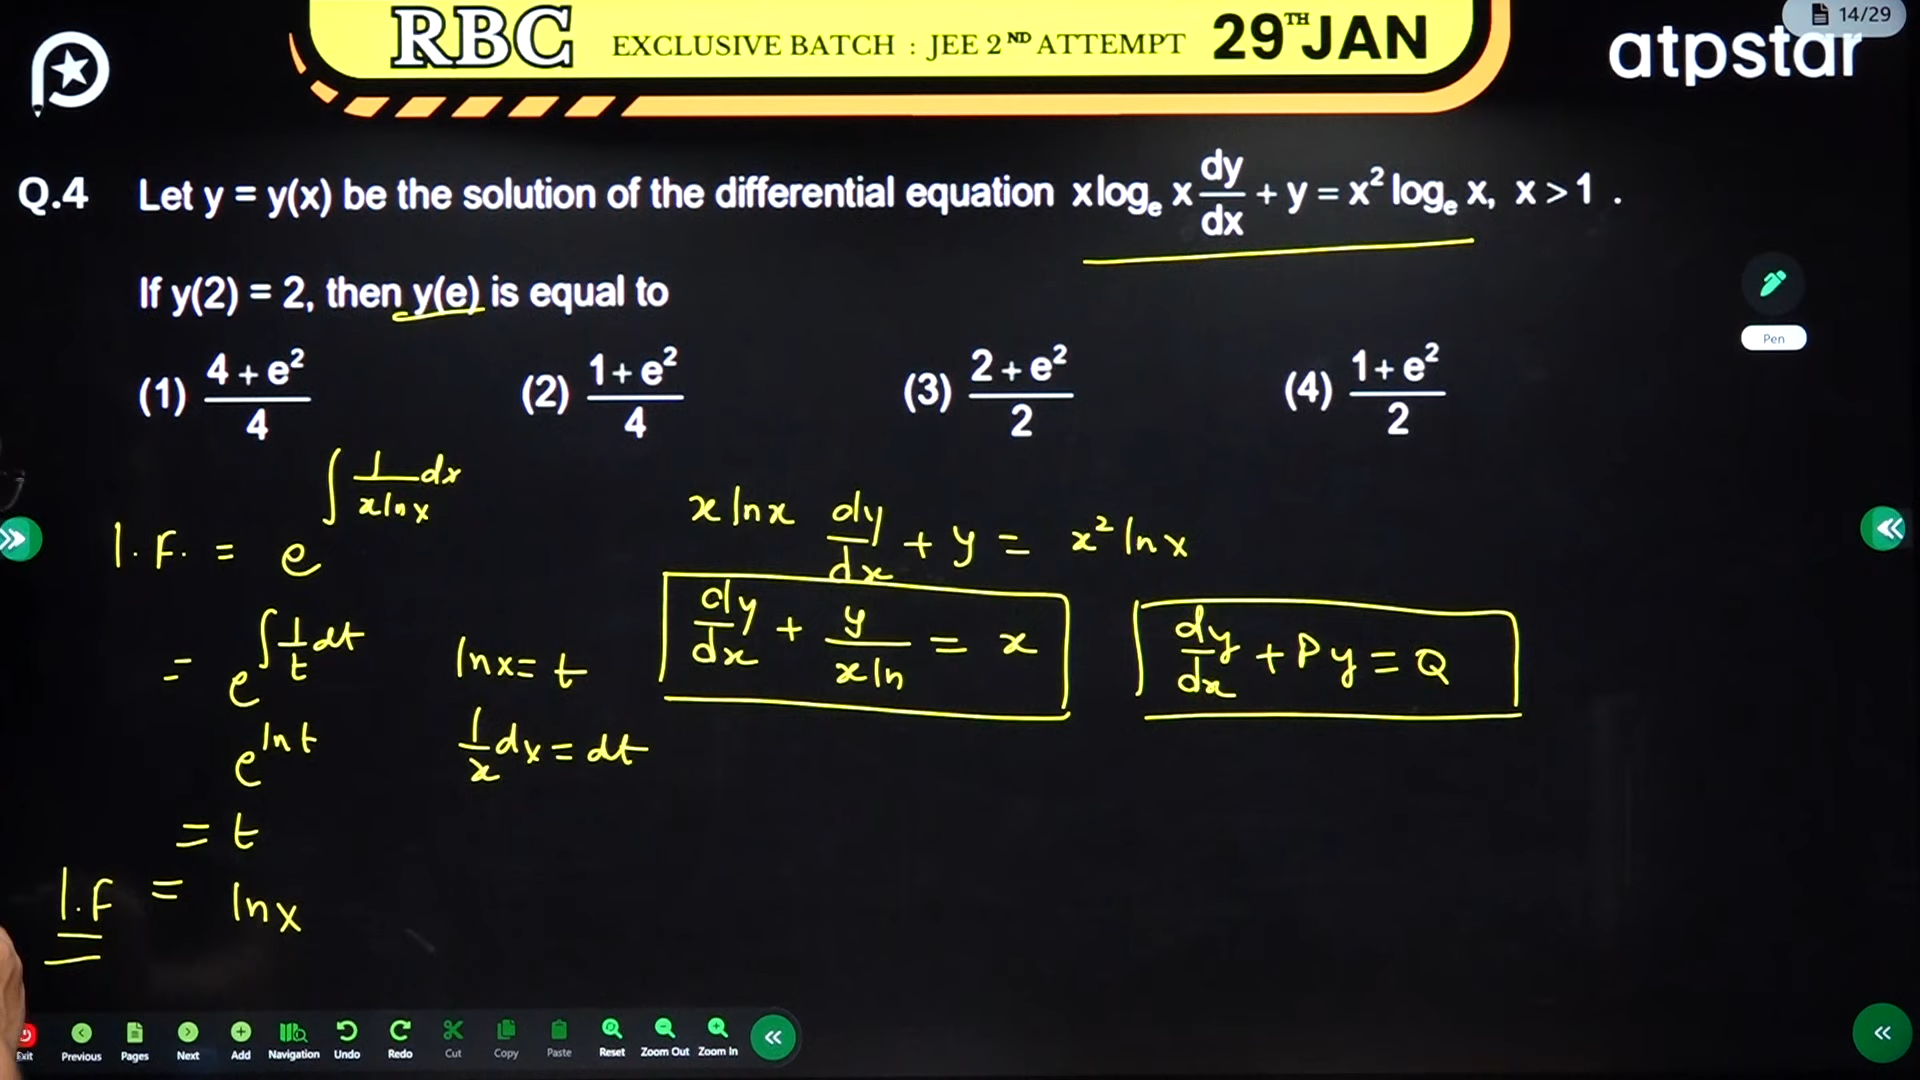 RBC EXCLUSIVE BATCH : JEE 2ND ATTEMPT 29TH JAN
14/29
atpstar
Q.4 Let y = y(x) be the solution of the differential equation x logₑ x dy/dx + y = x² logₑ x, x > 1 .
If y(2) = 2, then y(e) is equal to
(1) (4 + e²)/4 (2) (1 + e²)/4 (3) (2 + e²)/2 (4) (1 + e²)/2
Pen
I.F. = e^∫ 1/(x ln x) dx
= e^∫ 1/t dt
e^ln t
= t
I.F = ln x
ln x = t
1/x dx = dt
x ln x dy/dx + y = x² ln x
dy/dx + y/(x ln) = x
dy/dx + Py = Q
Exit Previous Pages Next Add Navigation Undo Redo Cut Copy Paste Reset Zoom Out Zoom In